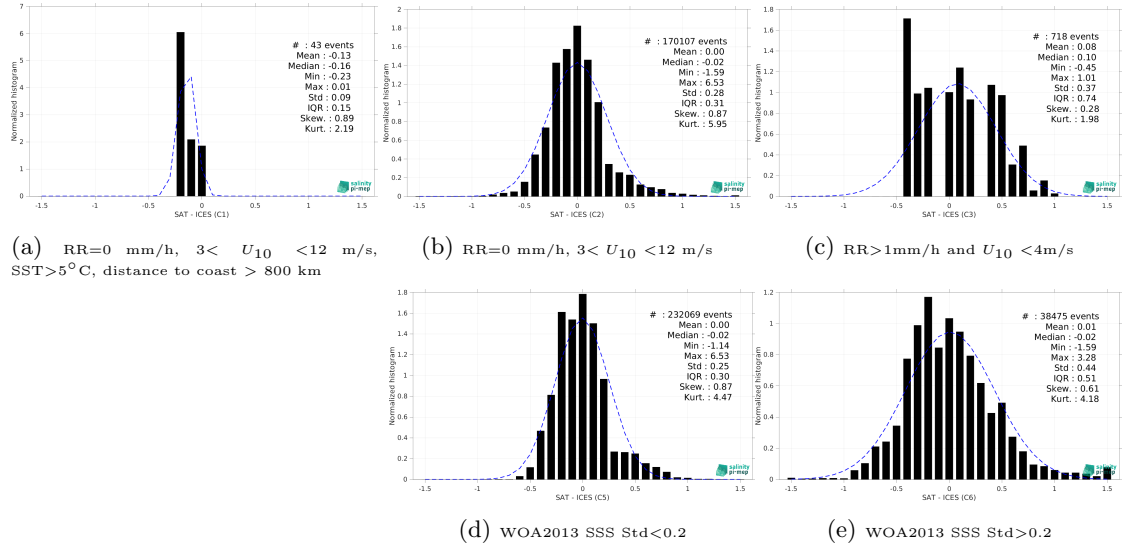 7
6
5
4
3
2
1
0
Normalized histogram
# : 43 events
Mean : -0.13
Median : -0.16
Min : -0.23
Max : 0.01
Std : 0.09
IQR : 0.15
Skew. : 0.89
Kurt. : 2.19
salinity
pi-mep
-1.5 -1 -0.5 0 0.5 1 1.5
SAT - ICES (C1)
(a) RR=0 mm/h, 3< U10 <12 m/s,
SST>5°C, distance to coast > 800 km
2
1.8
1.6
1.4
1.2
1
0.8
0.6
0.4
0.2
0
Normalized histogram
# : 170107 events
Mean : 0.00
Median : -0.02
Min : -1.59
Max : 6.53
Std : 0.28
IQR : 0.31
Skew. : 0.87
Kurt. : 5.95
salinity
pi-mep
-1.5 -1 -0.5 0 0.5 1 1.5
SAT - ICES (C2)
(b) RR=0 mm/h, 3< U10 <12 m/s
1.8
1.6
1.4
1.2
1
0.8
0.6
0.4
0.2
0
Normalized histogram
# : 718 events
Mean : 0.08
Median : 0.10
Min : -0.45
Max : 1.01
Std : 0.37
IQR : 0.74
Skew. : 0.28
Kurt. : 1.98
salinity
pi-mep
-1.5 -1 -0.5 0 0.5 1 1.5
SAT - ICES (C3)
(c) RR>1mm/h and U10 <4m/s
1.8
1.6
1.4
1.2
1
0.8
0.6
0.4
0.2
0
Normalized histogram
# : 232069 events
Mean : 0.00
Median : -0.02
Min : -1.14
Max : 6.53
Std : 0.25
IQR : 0.30
Skew. : 0.87
Kurt. : 4.47
salinity
pi-mep
-1.5 -1 -0.5 0 0.5 1 1.5
SAT - ICES (C5)
(d) WOA2013 SSS Std<0.2
1.2
1
0.8
0.6
0.4
0.2
0
Normalized histogram
# : 38475 events
Mean : 0.01
Median : -0.02
Min : -1.59
Max : 3.28
Std : 0.44
IQR : 0.51
Skew. : 0.61
Kurt. : 4.18
salinity
pi-mep
-1.5 -1 -0.5 0 0.5 1 1.5
SAT - ICES (C6)
(e) WOA2013 SSS Std>0.2